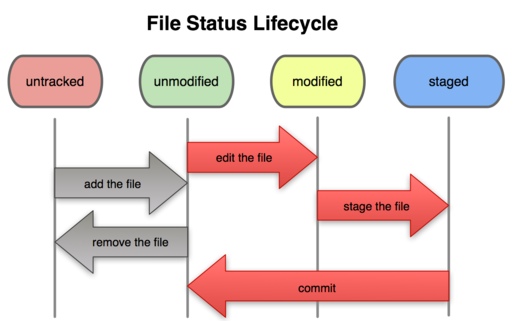 File Status Lifecycle
untracked
unmodified
modified
staged
edit the file
add the file
stage the file
remove the file
commit